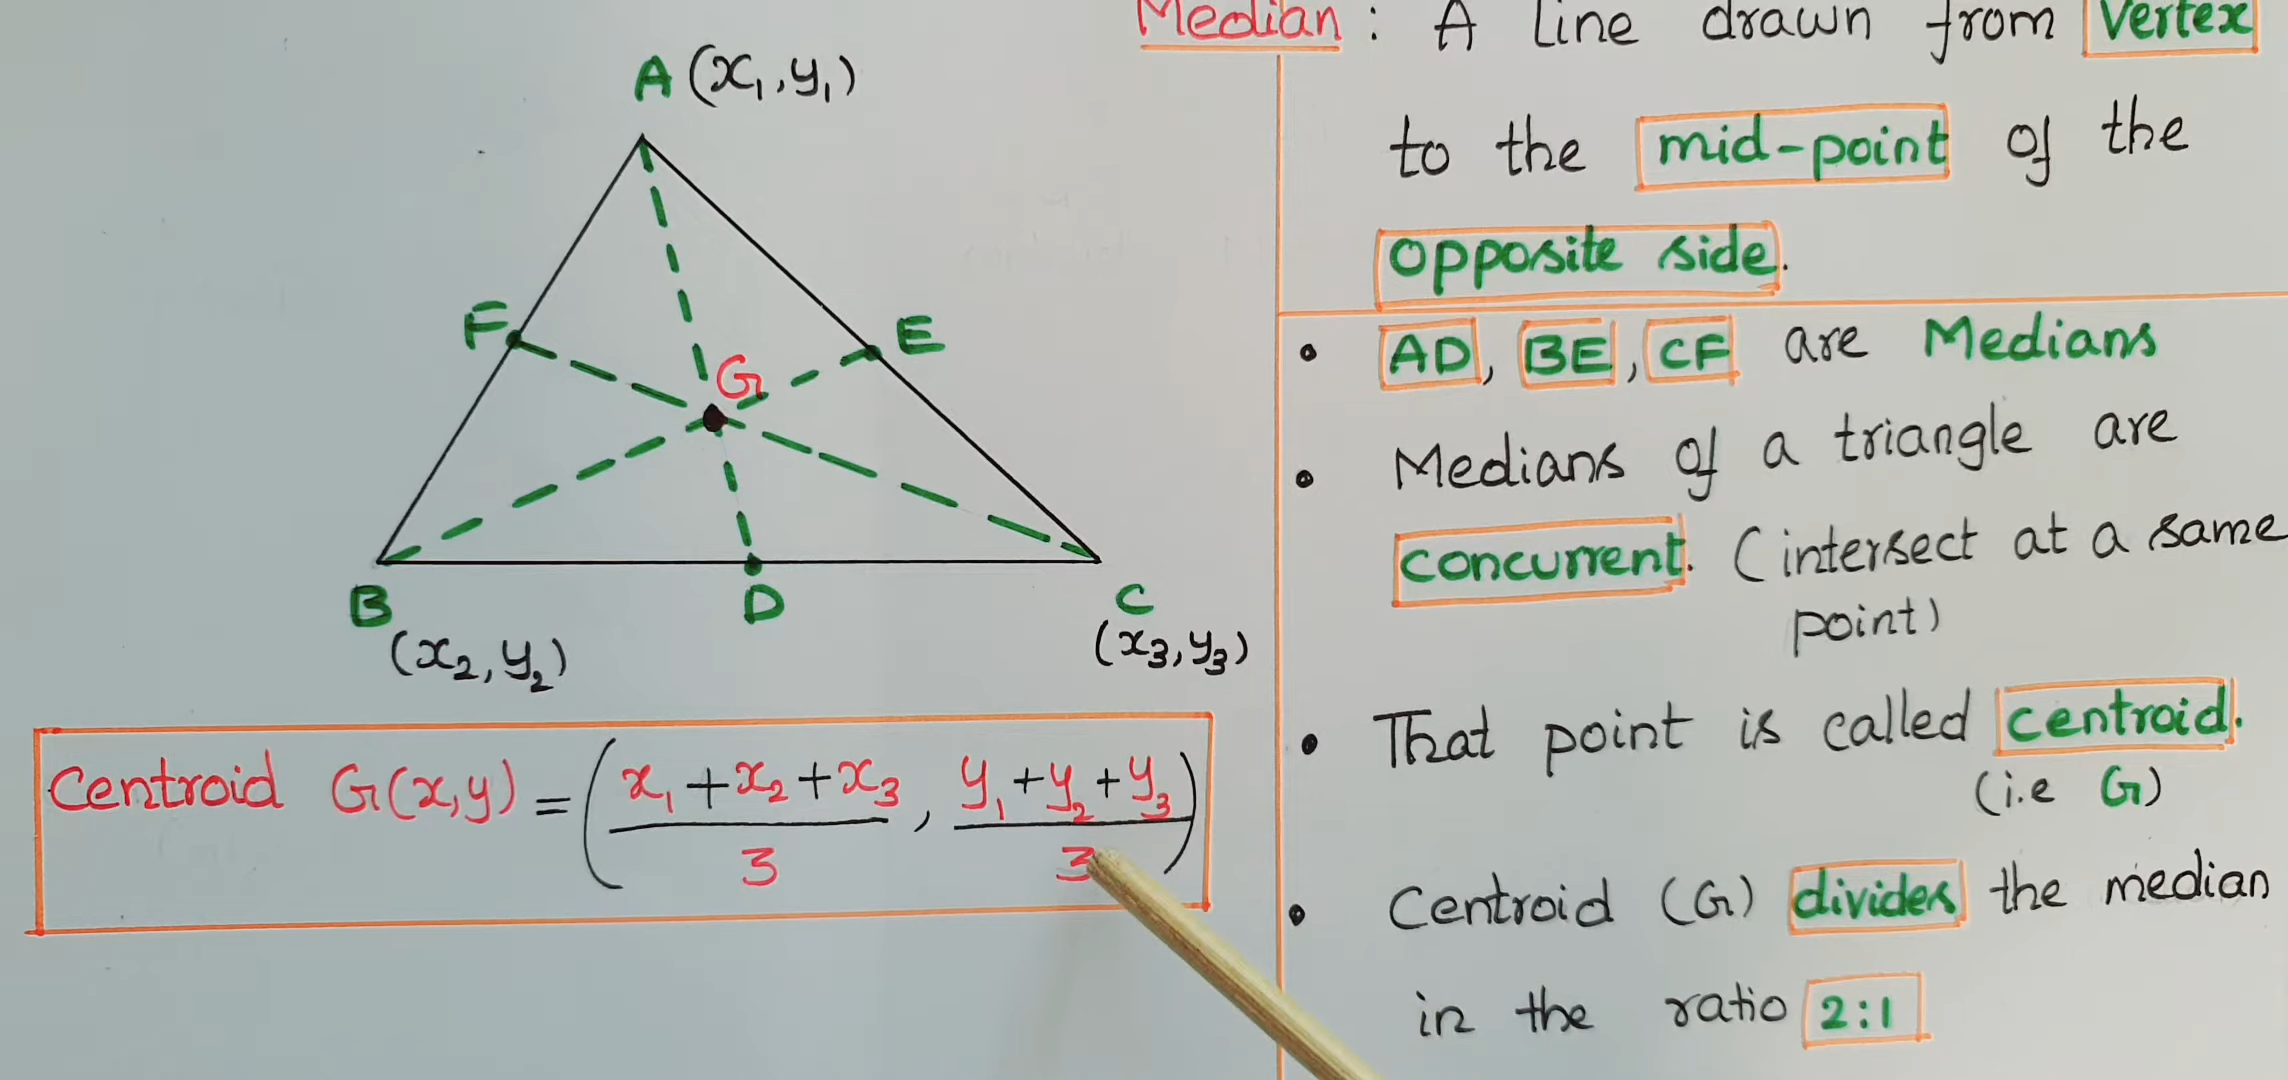 A (x₁, y₁)
F
E
G
B
D
C
(x₂, y₂)
(x₃, y₃)
Centroid G(x,y) = (x₁+x₂+x₃/3, y₁+y₂+y₃/3)
Median : A line drawn from Vertex
to the mid-point of the
opposite side.
• AD, BE, CF are Medians
• Medians of a triangle are
concurrent. (intersect at a same
point)
• That point is called centroid.
(i.e G)
• Centroid (G) divides the median
in the ratio 2:1